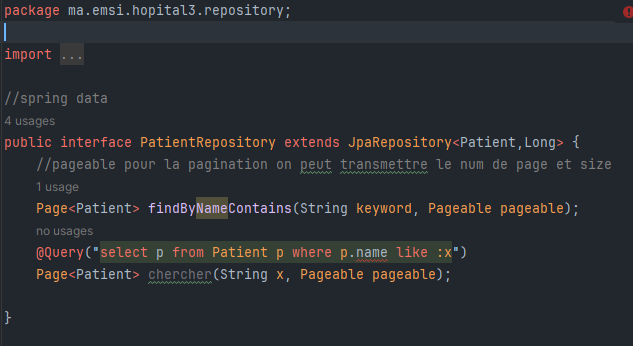 package ma.emsi.hopital3.repository;
import ...
//spring data
4 usages
public interface PatientRepository extends JpaRepository<Patient,Long> {
//pageable pour la pagination on peut transmettre le num de page et size
1 usage
Page<Patient> findByNameContains(String keyword, Pageable pageable);
no usages
@Query("select p from Patient p where p.name like :x")
Page<Patient> chercher(String x, Pageable pageable);
}